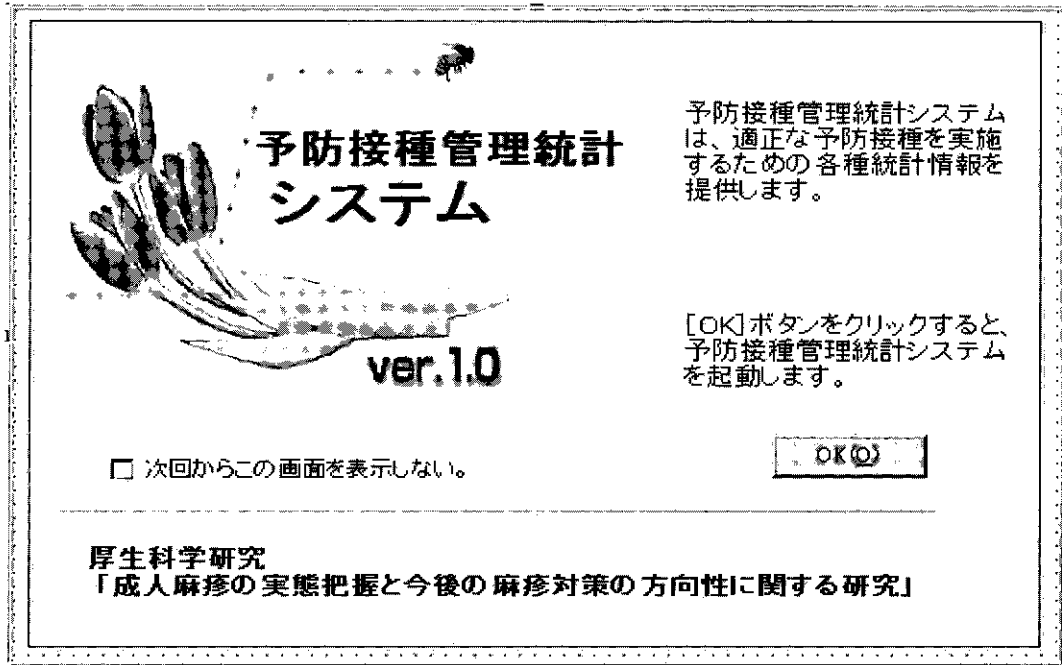 予防接種管理統計
システム
ver.1.0
予防接種管理統計システム
は、適正な予防接種を実施
するための各種統計情報を
提供します。
[OK]ボタンをクリックすると、
予防接種管理統計システム
を起動します。
□ 次回からこの画面を表示しない。
OK(O)
厚生科学研究
「成人麻疹の実態把握と今後の麻疹対策の方向性に関する研究」